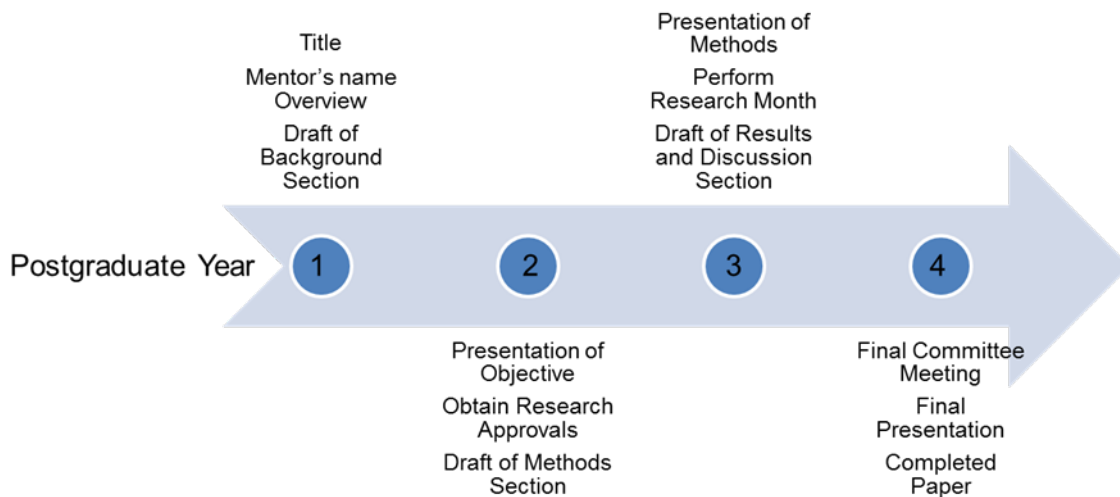 Title
Mentor’s name
Overview
Draft of
Background
Section
Presentation of
Methods
Perform
Research Month
Draft of Results
and Discussion
Section
Postgraduate Year
1
2
3
4
Presentation of
Objective
Obtain Research
Approvals
Draft of Methods
Section
Final Committee
Meeting
Final
Presentation
Completed
Paper